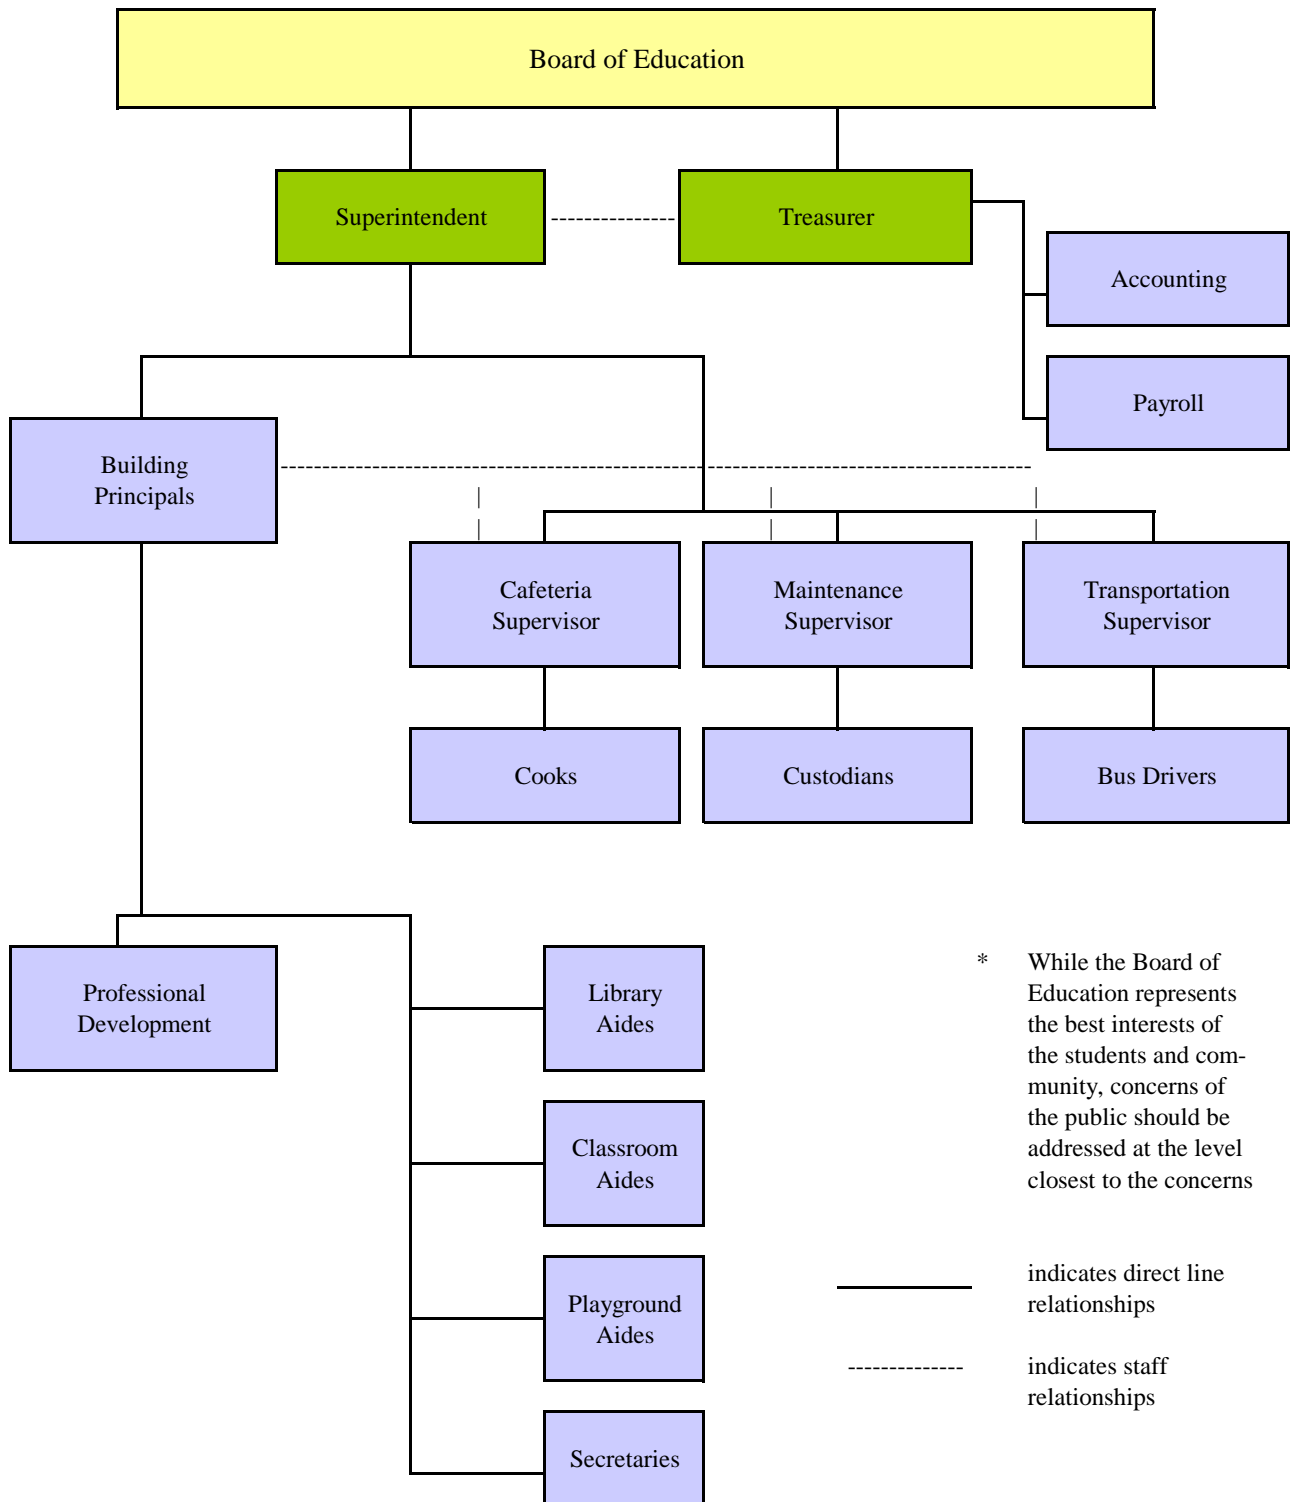 Board of Education
Superintendent
Treasurer
Accounting
Payroll
Building
Principals
Cafeteria
Supervisor
Maintenance
Supervisor
Transportation
Supervisor
Cooks
Custodians
Bus Drivers
Professional
Development
Library
Aides
Classroom
Aides
Playground
Aides
Secretaries
* While the Board of
Education represents
the best interests of
the students and com-
munity, concerns of
the public should be
addressed at the level
closest to the concerns
indicates direct line
relationships
indicates staff
relationships